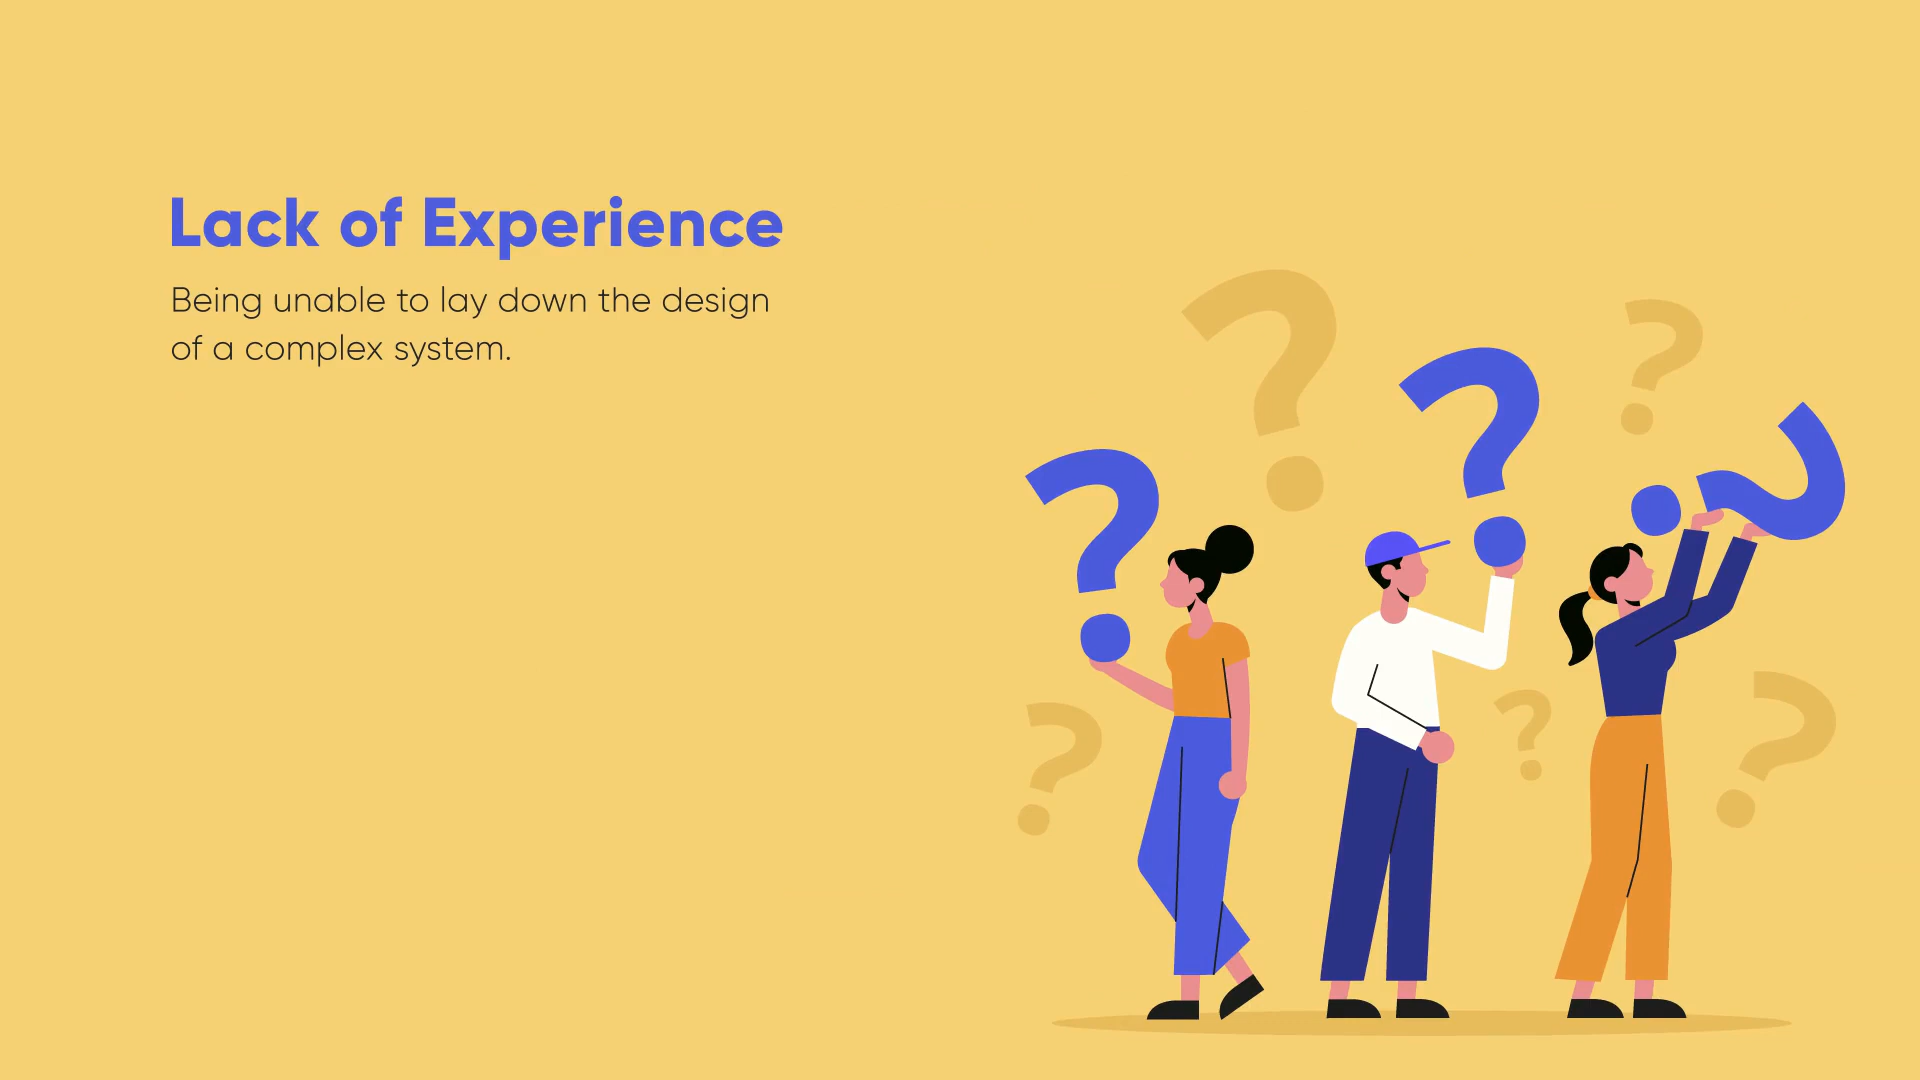 Lack of Experience
Being unable to lay down the design
of a complex system.